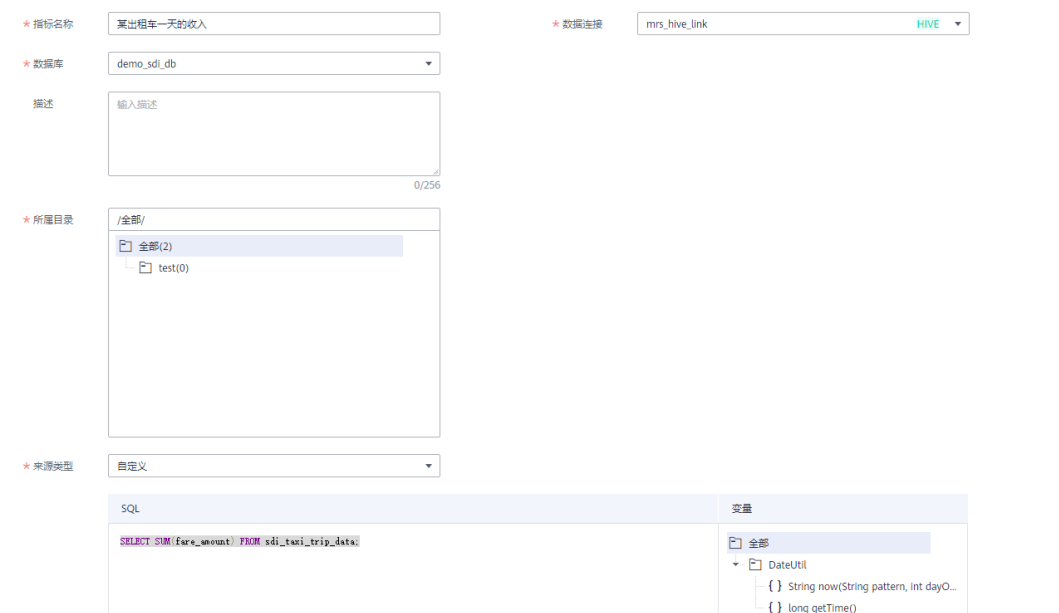 * 指标名称 某出租车一天的收入 * 数据连接 mrs_hive_link HIVE
* 数据库 demo_sdi_db
描述 输入描述
0/256
* 所属目录 /全部/
全部(2)
test(0)
* 来源类型 自定义
SQL 变量
SELECT SUM(fare_amount) FROM sdi_taxi_trip_data;
全部
DateUtil
{ } String now(String pattern, int dayO...
{ } long getTime()